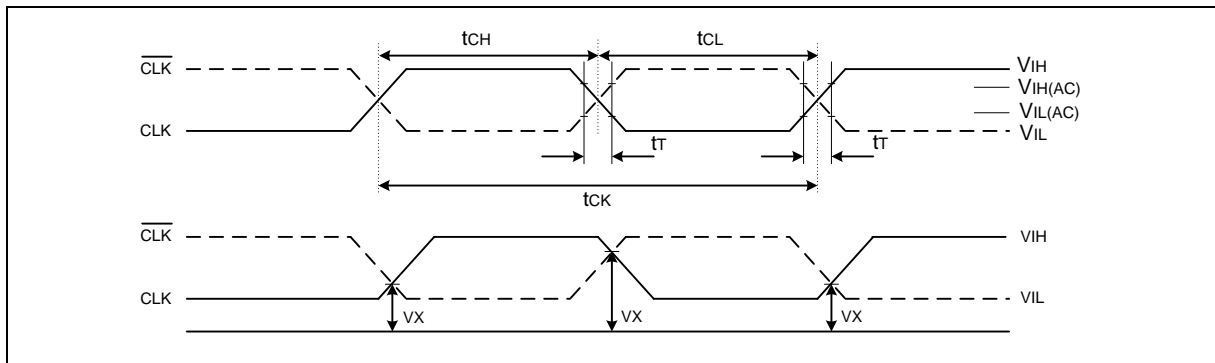 tCH tCL
CLK VIH
VIH(AC)
VIL(AC)
CLK VIL
tT tT
tCK
CLK VIH
CLK VIL
VX VX VX